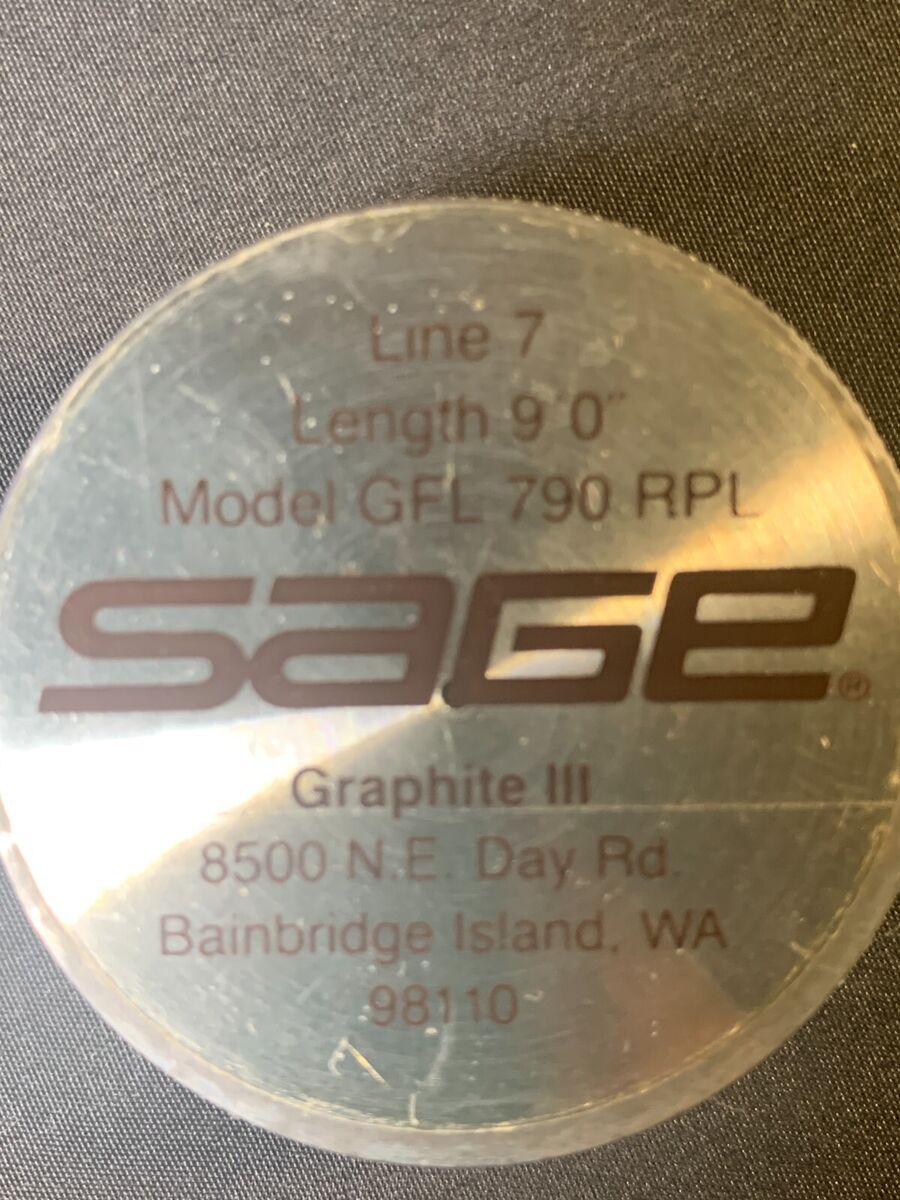 Line 7
Length 9'0"
Model GFL 790 RPL
SAGE®
Graphite III
8500 N.E. Day Rd.
Bainbridge Island, WA
98110